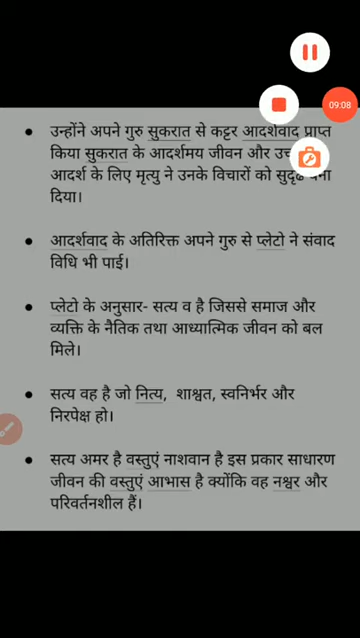 09:08
● उन्होंने अपने गुरु सुकरात से कट्टर आदर्शवाद प्राप्त
किया सुकरात के आदर्शमय जीवन और
आदर्श के लिए मृत्यु ने उनके विचारों को सुदृढ़
दिया।
● आदर्शवाद के अतिरिक्त अपने गुरु से प्लेटो ने संवाद
विधि भी पाई।
● प्लेटो के अनुसार- सत्य व है जिससे समाज और
व्यक्ति के नैतिक तथा आध्यात्मिक जीवन को बल
मिले।
● सत्य वह है जो नित्य, शाश्वत, स्वनिर्भर और
निरपेक्ष हो।
● सत्य अमर है वस्तुएं नाशवान है इस प्रकार साधारण
जीवन की वस्तुएं आभास है क्योंकि वह नश्वर और
परिवर्तनशील हैं।